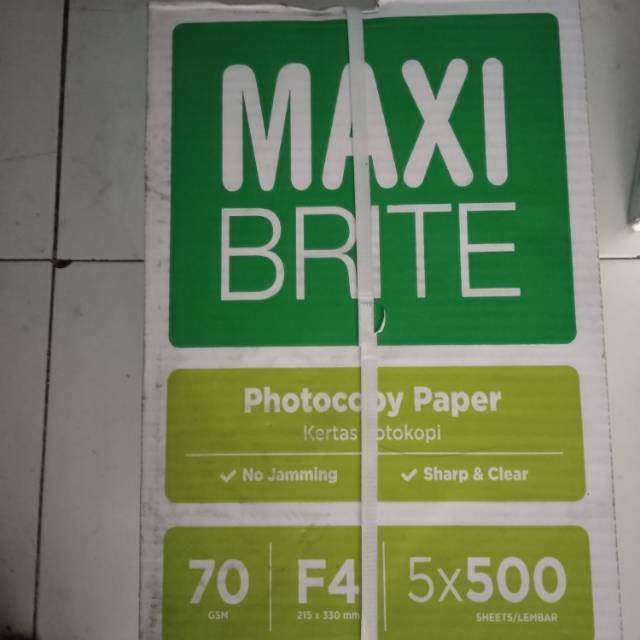 MAXI
BRITE
Photocopy Paper
Kertas Fotokopi
No Jamming
Sharp & Clear
70
GSM
F4
215 x 330 mm
5x500
SHEETS/LEMBAR